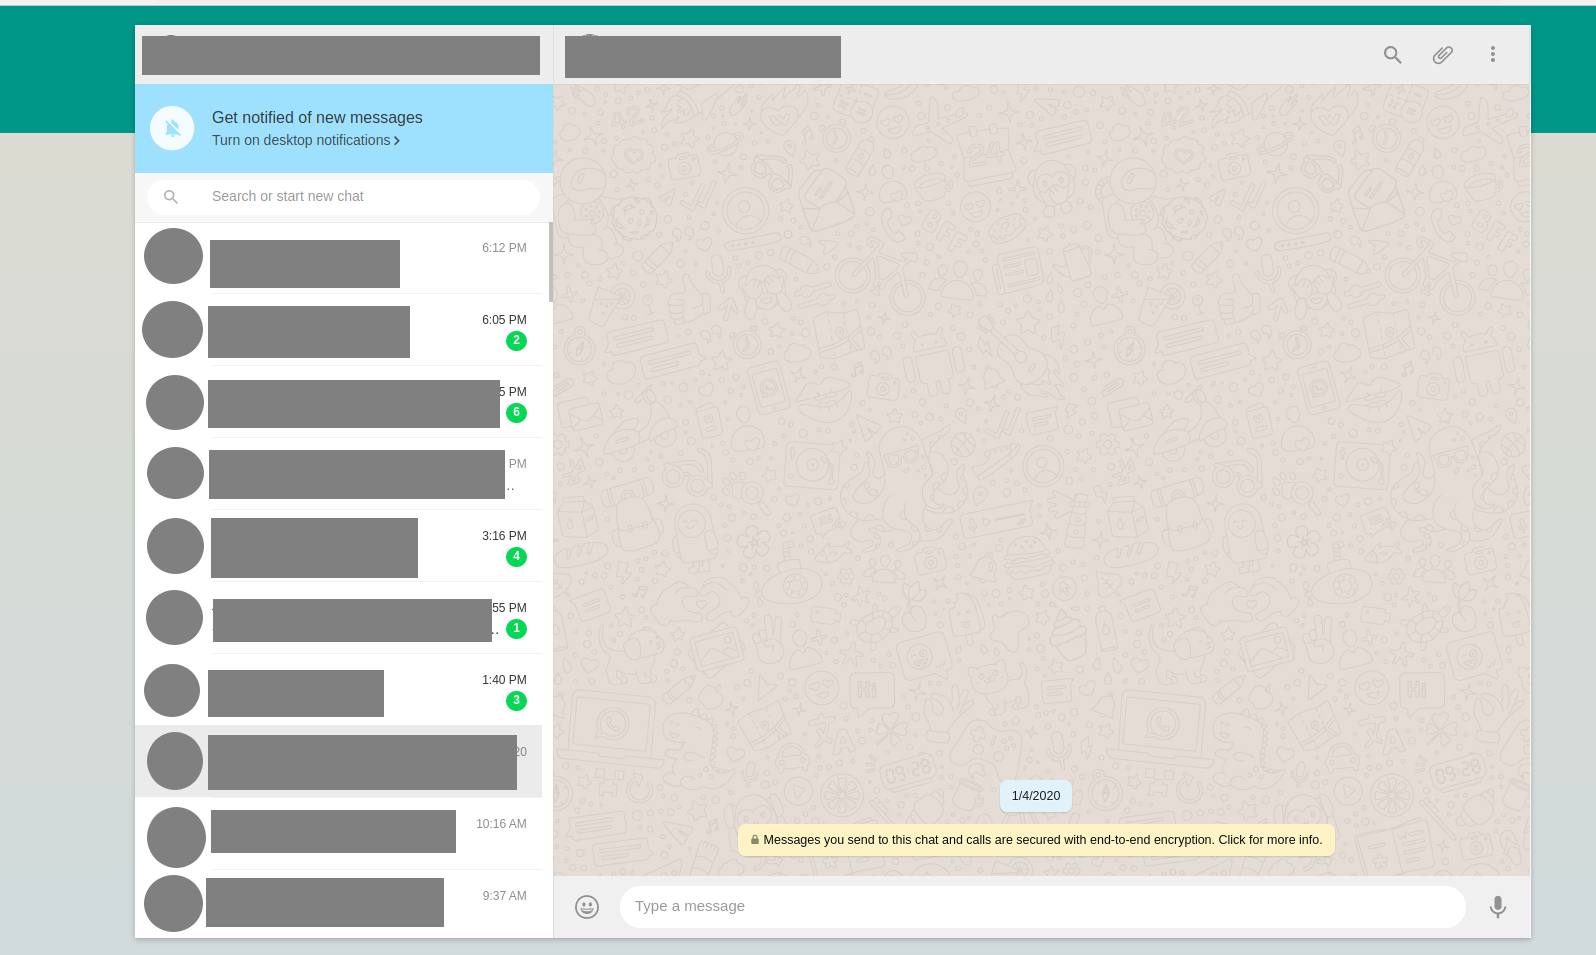 Get notified of new messages
Turn on desktop notifications
Search or start new chat
6:12 PM
6:05 PM
2
5 PM
6
PM
..
3:16 PM
4
55 PM
.. 1
1:40 PM
3
20
10:16 AM
9:37 AM
1/4/2020
Messages you send to this chat and calls are secured with end-to-end encryption. Click for more info.
Type a message